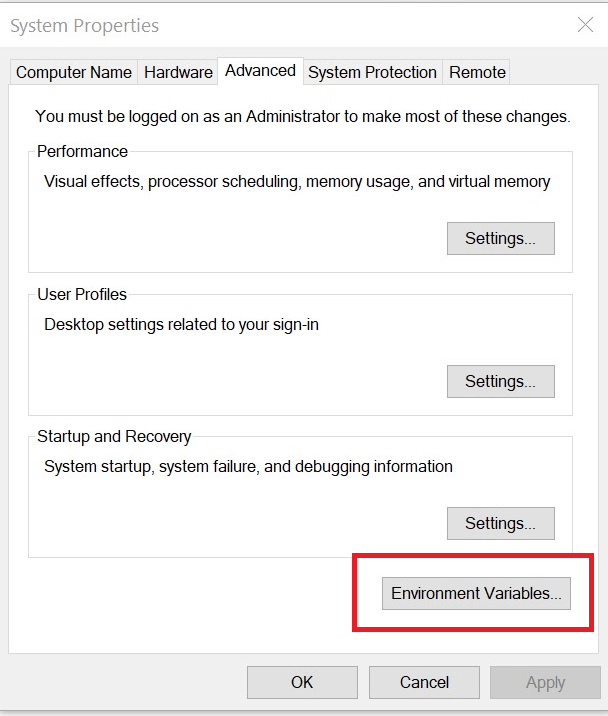 System Properties
Computer Name Hardware Advanced System Protection Remote
You must be logged on as an Administrator to make most of these changes.
Performance
Visual effects, processor scheduling, memory usage, and virtual memory
Settings...
User Profiles
Desktop settings related to your sign-in
Settings...
Startup and Recovery
System startup, system failure, and debugging information
Settings...
Environment Variables...
OK Cancel Apply